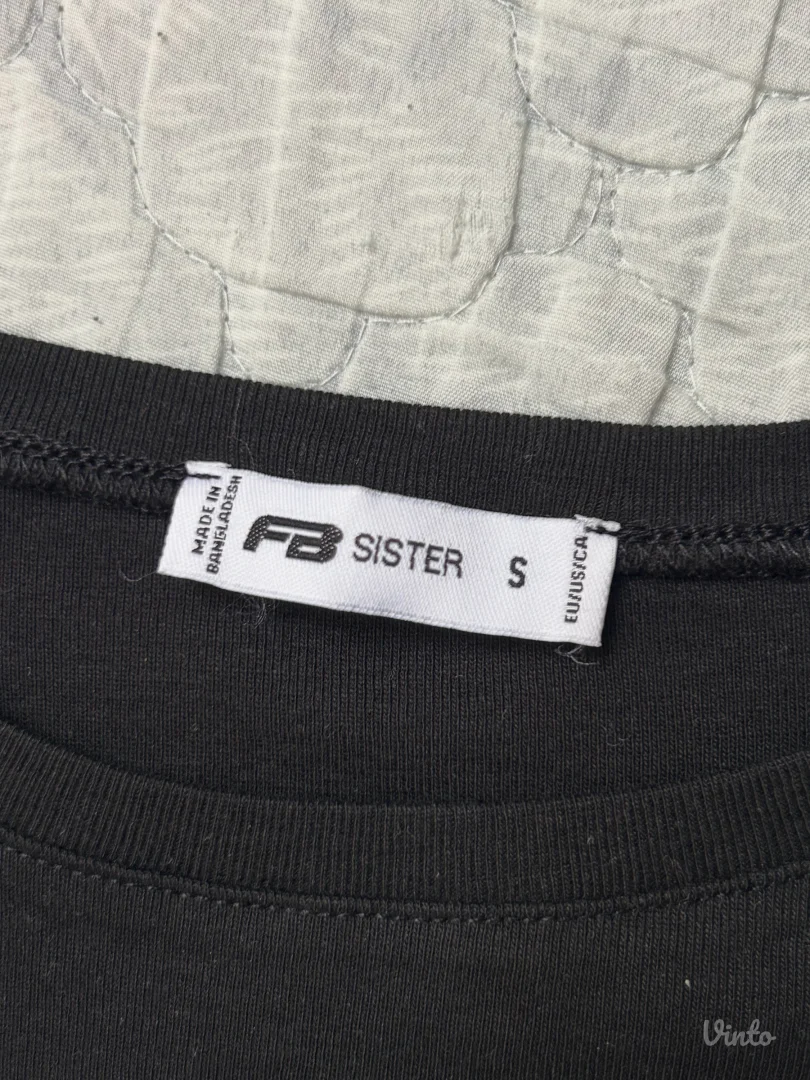 MADE IN
BANGLADESH
FB SISTER S
EU/US/CA
Vinto